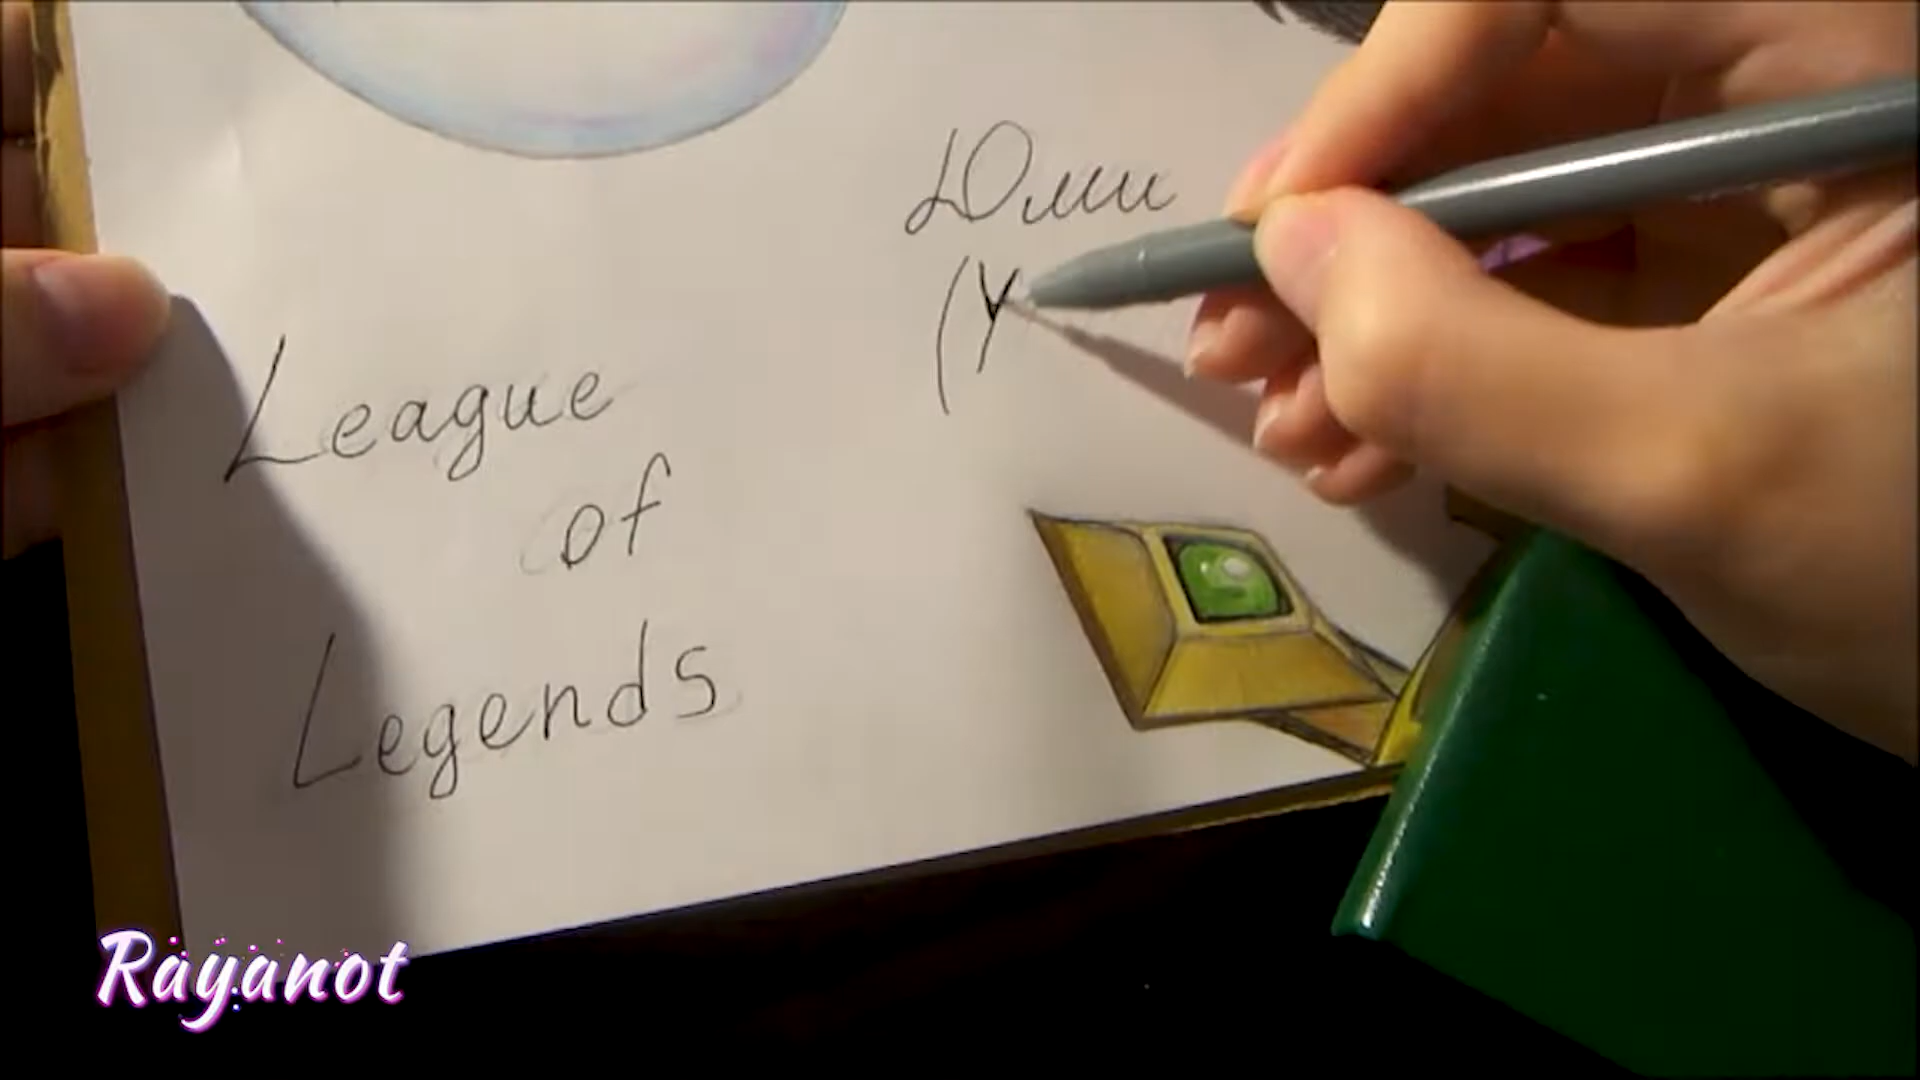 Юми
(Y
League
of
Legends
Rayanot